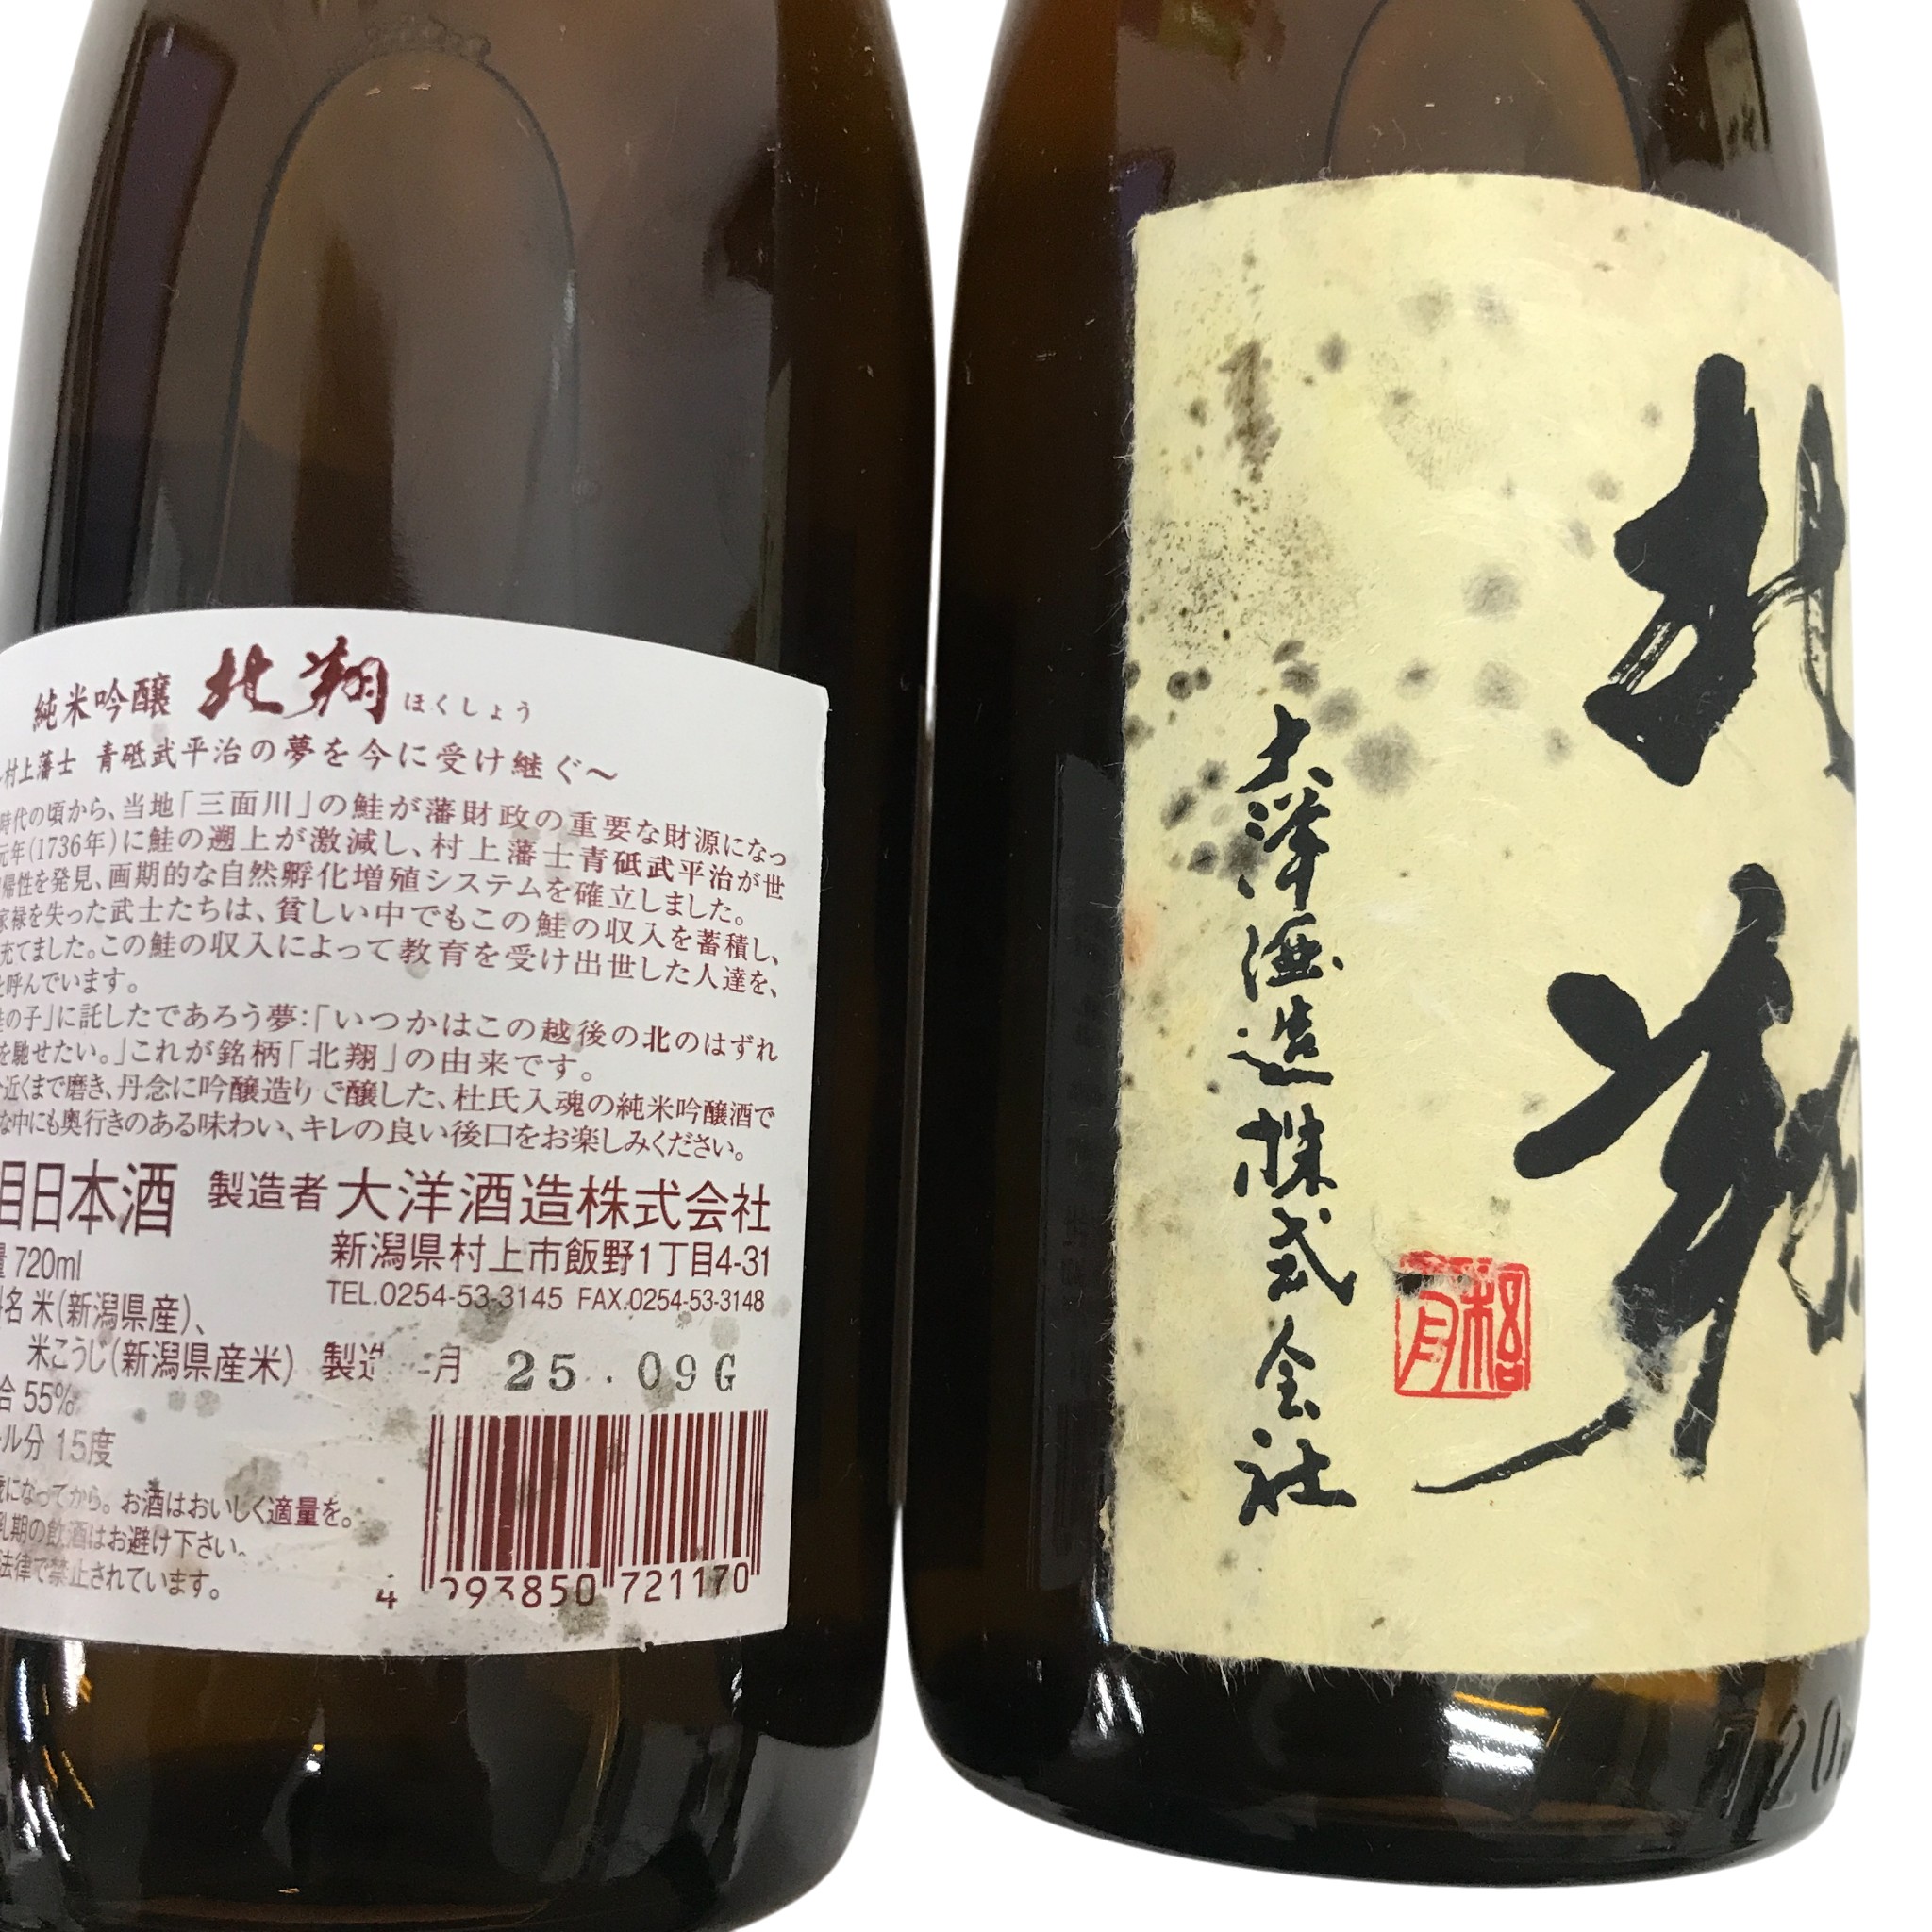 純米吟醸 北翔 ほくしょう
～村上藩士 青砥武平治の夢を今に受け継ぐ～
時代の頃から、当地「三面川」の鮭が藩財政の重要な財源になっ
元年(1736年)に鮭の遡上が激減し、村上藩士青砥武平治が世
帰性を発見、画期的な自然孵化増殖システムを確立しました。
家禄を失った武士たちは、貧しい中でもこの鮭の収入を蓄積し、
充てました。この鮭の収入によって教育を受け出世した人達を、
と呼んでいます。
の子」に託したであろう夢:「いつかはこの越後の北のはずれ
を馳せたい。」これが銘柄「北翔」の由来です。
近くまで磨き、丹念に吟醸造りで醸した、杜氏入魂の純米吟醸酒で
な中にも奥行きのある味わい、キレの良い後口をお楽しみください。
日本酒 製造者 大洋酒造株式会社
新潟県村上市飯野1丁目4-31
TEL.0254-53-3145 FAX.0254-53-3148
720ml
名 米(新潟県産)、
米こうじ(新潟県産米) 製造 月 25.09G
合 55%
ル分 15度
になってから。お酒はおいしく適量を。
乳期の飲酒はお避け下さい。
法律で禁止されています。
4 993850 721170
北翔
大洋酒造株式会社
720